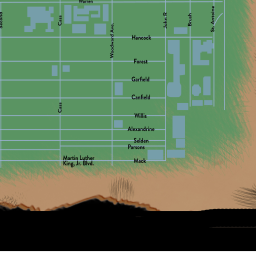 Warren
Cass
Woodward Ave.
John R
Brush
St. Antoine
Hancock
Forest
Garfield
Canfield
Cass
Willis
Alexandrine
Selden
Parsons
Martin Luther
King, Jr. Blvd.
Mack